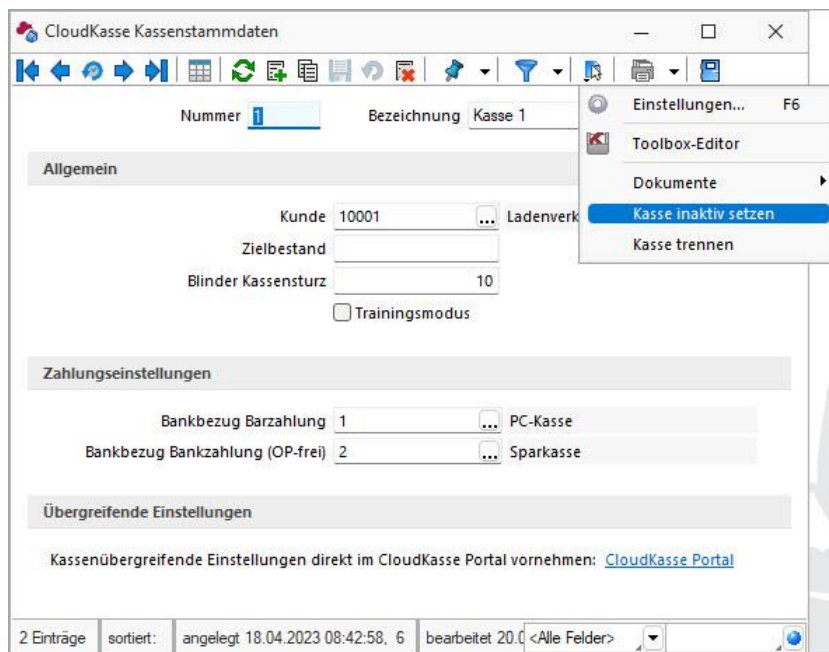 CloudKasse Kassenstammdaten
Nummer 1 Bezeichnung Kasse 1
Einstellungen... F6
Toolbox-Editor
Dokumente
Kasse inaktiv setzen
Kasse trennen
Allgemein
Kunde 10001 ... Ladenverk
Zielbestand
Blinder Kassensturz 10
Trainingsmodus
Zahlungseinstellungen
Bankbezug Barzahlung 1 ... PC-Kasse
Bankbezug Bankzahlung (OP-frei) 2 ... Sparkasse
Übergreifende Einstellungen
Kassenübergreifende Einstellungen direkt im CloudKasse Portal vornehmen: CloudKasse Portal
2 Einträge sortiert: angelegt 18.04.2023 08:42:58, 6 bearbeitet 20.0 <Alle Felder>